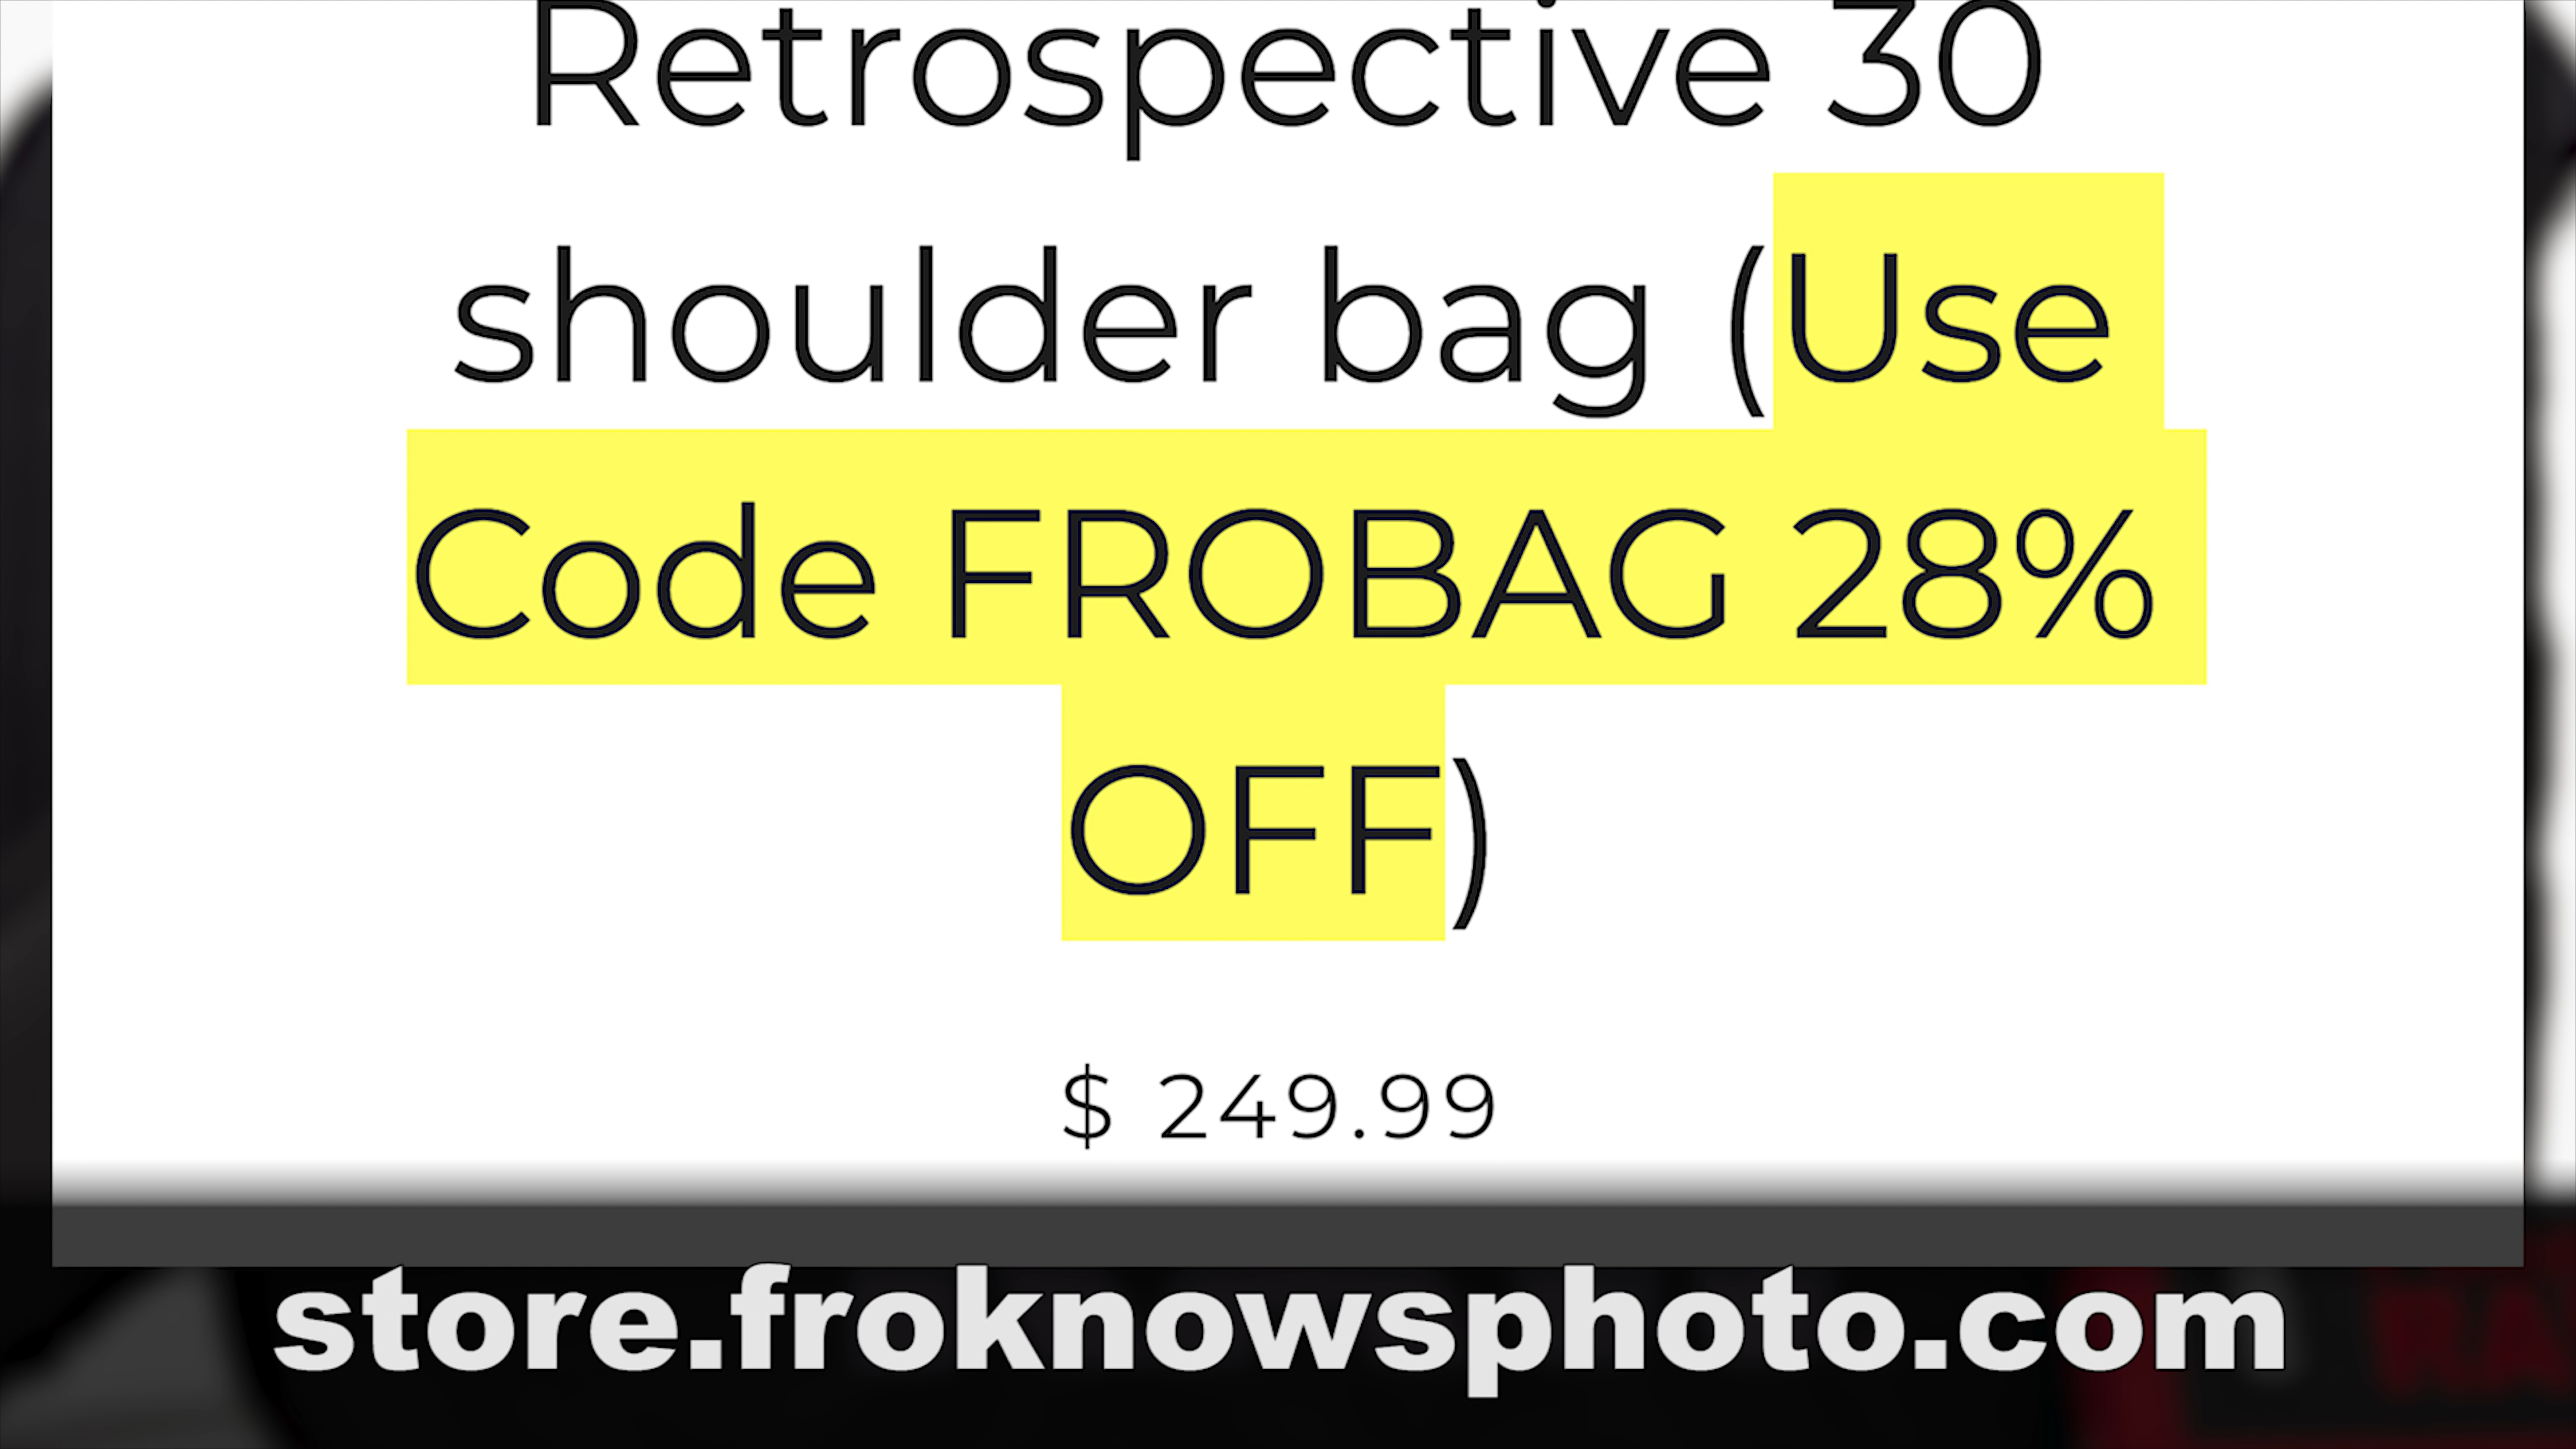 Retrospective 30
shoulder bag (Use
Code FROBAG 28%
OFF)
$ 249.99
store.froknowsphoto.com